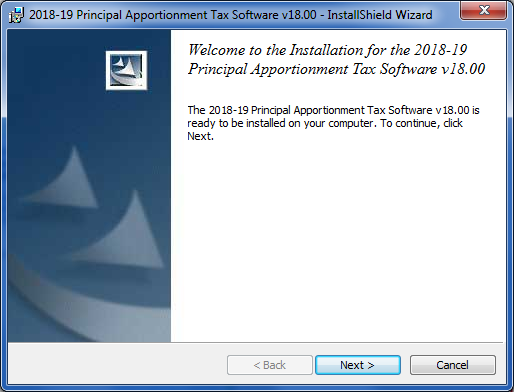 2018-19 Principal Apportionment Tax Software v18.00 - InstallShield Wizard
Welcome to the Installation for the 2018-19
Principal Apportionment Tax Software v18.00
The 2018-19 Principal Apportionment Tax Software v18.00 is
ready to be installed on your computer. To continue, click
Next.
< Back
Next >
Cancel